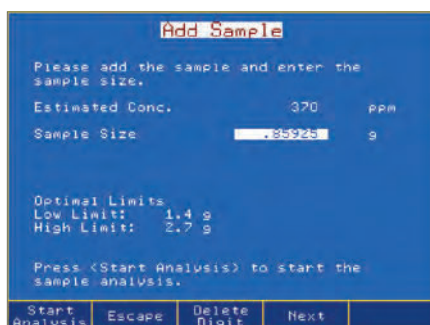 Add Sample
Please add the sample and enter the
sample size.
Estimated Conc. 370 ppm
Sample Size .85925 g
Optimal Limits
Low Limit: 1.4 g
High Limit: 2.7 g
Press <Start Analysis> to start the
sample analysis.
Start Analysis Escape Delete Digit Next